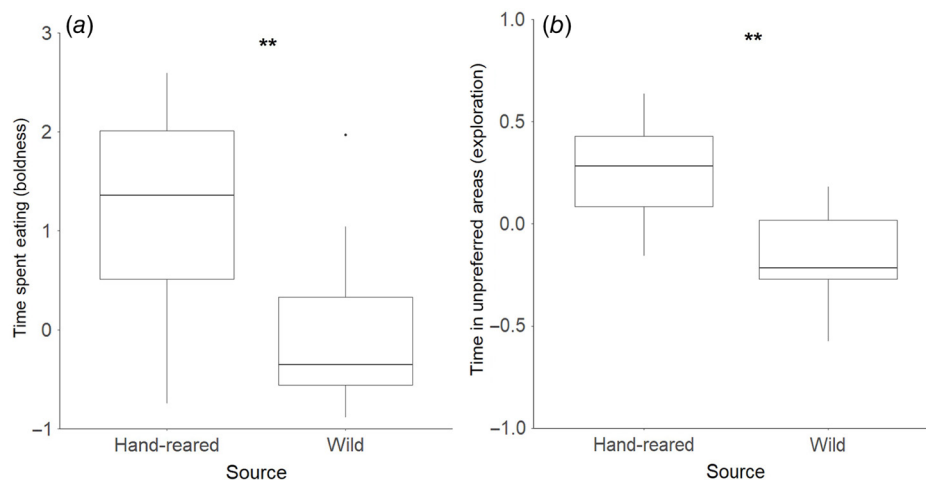 (a)
**
3
2
1
0
–1
Time spent eating (boldness)
Hand-reared Wild
Source
(b)
**
1.0
0.5
0.0
–0.5
–1.0
Time in unpreferred areas (exploration)
Hand-reared Wild
Source